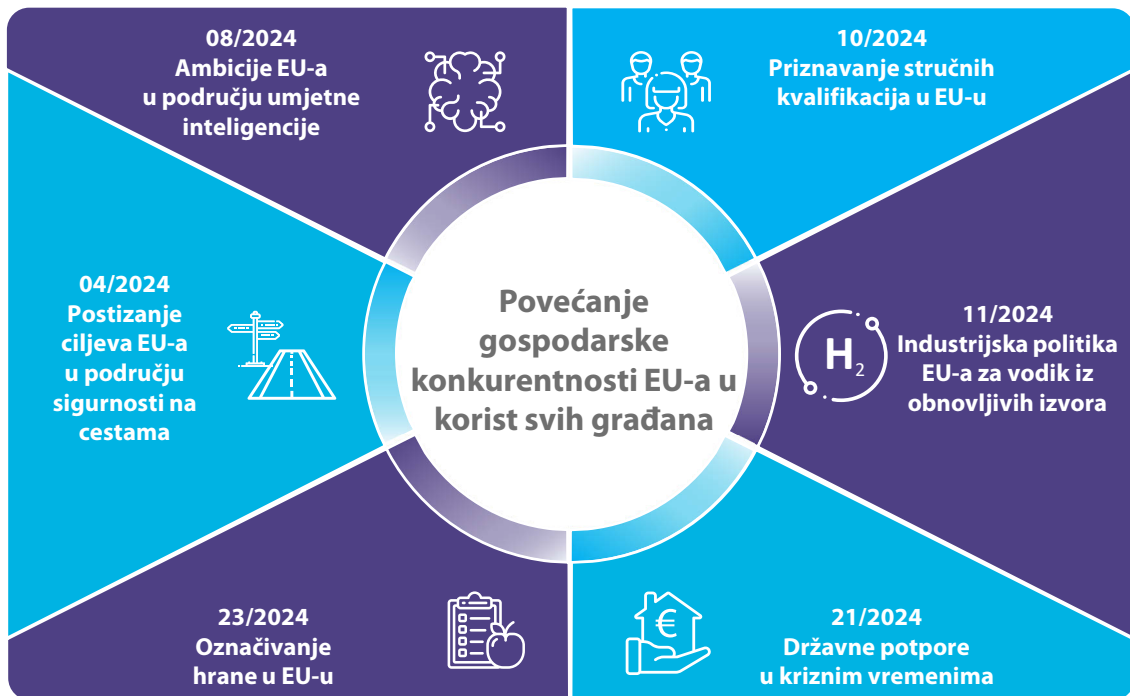 08/2024
Ambicije EU-a
u području umjetne
inteligencije
10/2024
Priznavanje stručnih
kvalifikacija u EU-u
04/2024
Postizanje
ciljeva EU-a
u području
sigurnosti na
cestama
Povećanje
gospodarske
konkurentnosti EU-a u
korist svih građana
H2
11/2024
Industrijska politika
EU-a za vodik iz
obnovljivih izvora
23/2024
Označivanje
hrane u EU-u
€
21/2024
Državne potpore
u kriznim vremenima